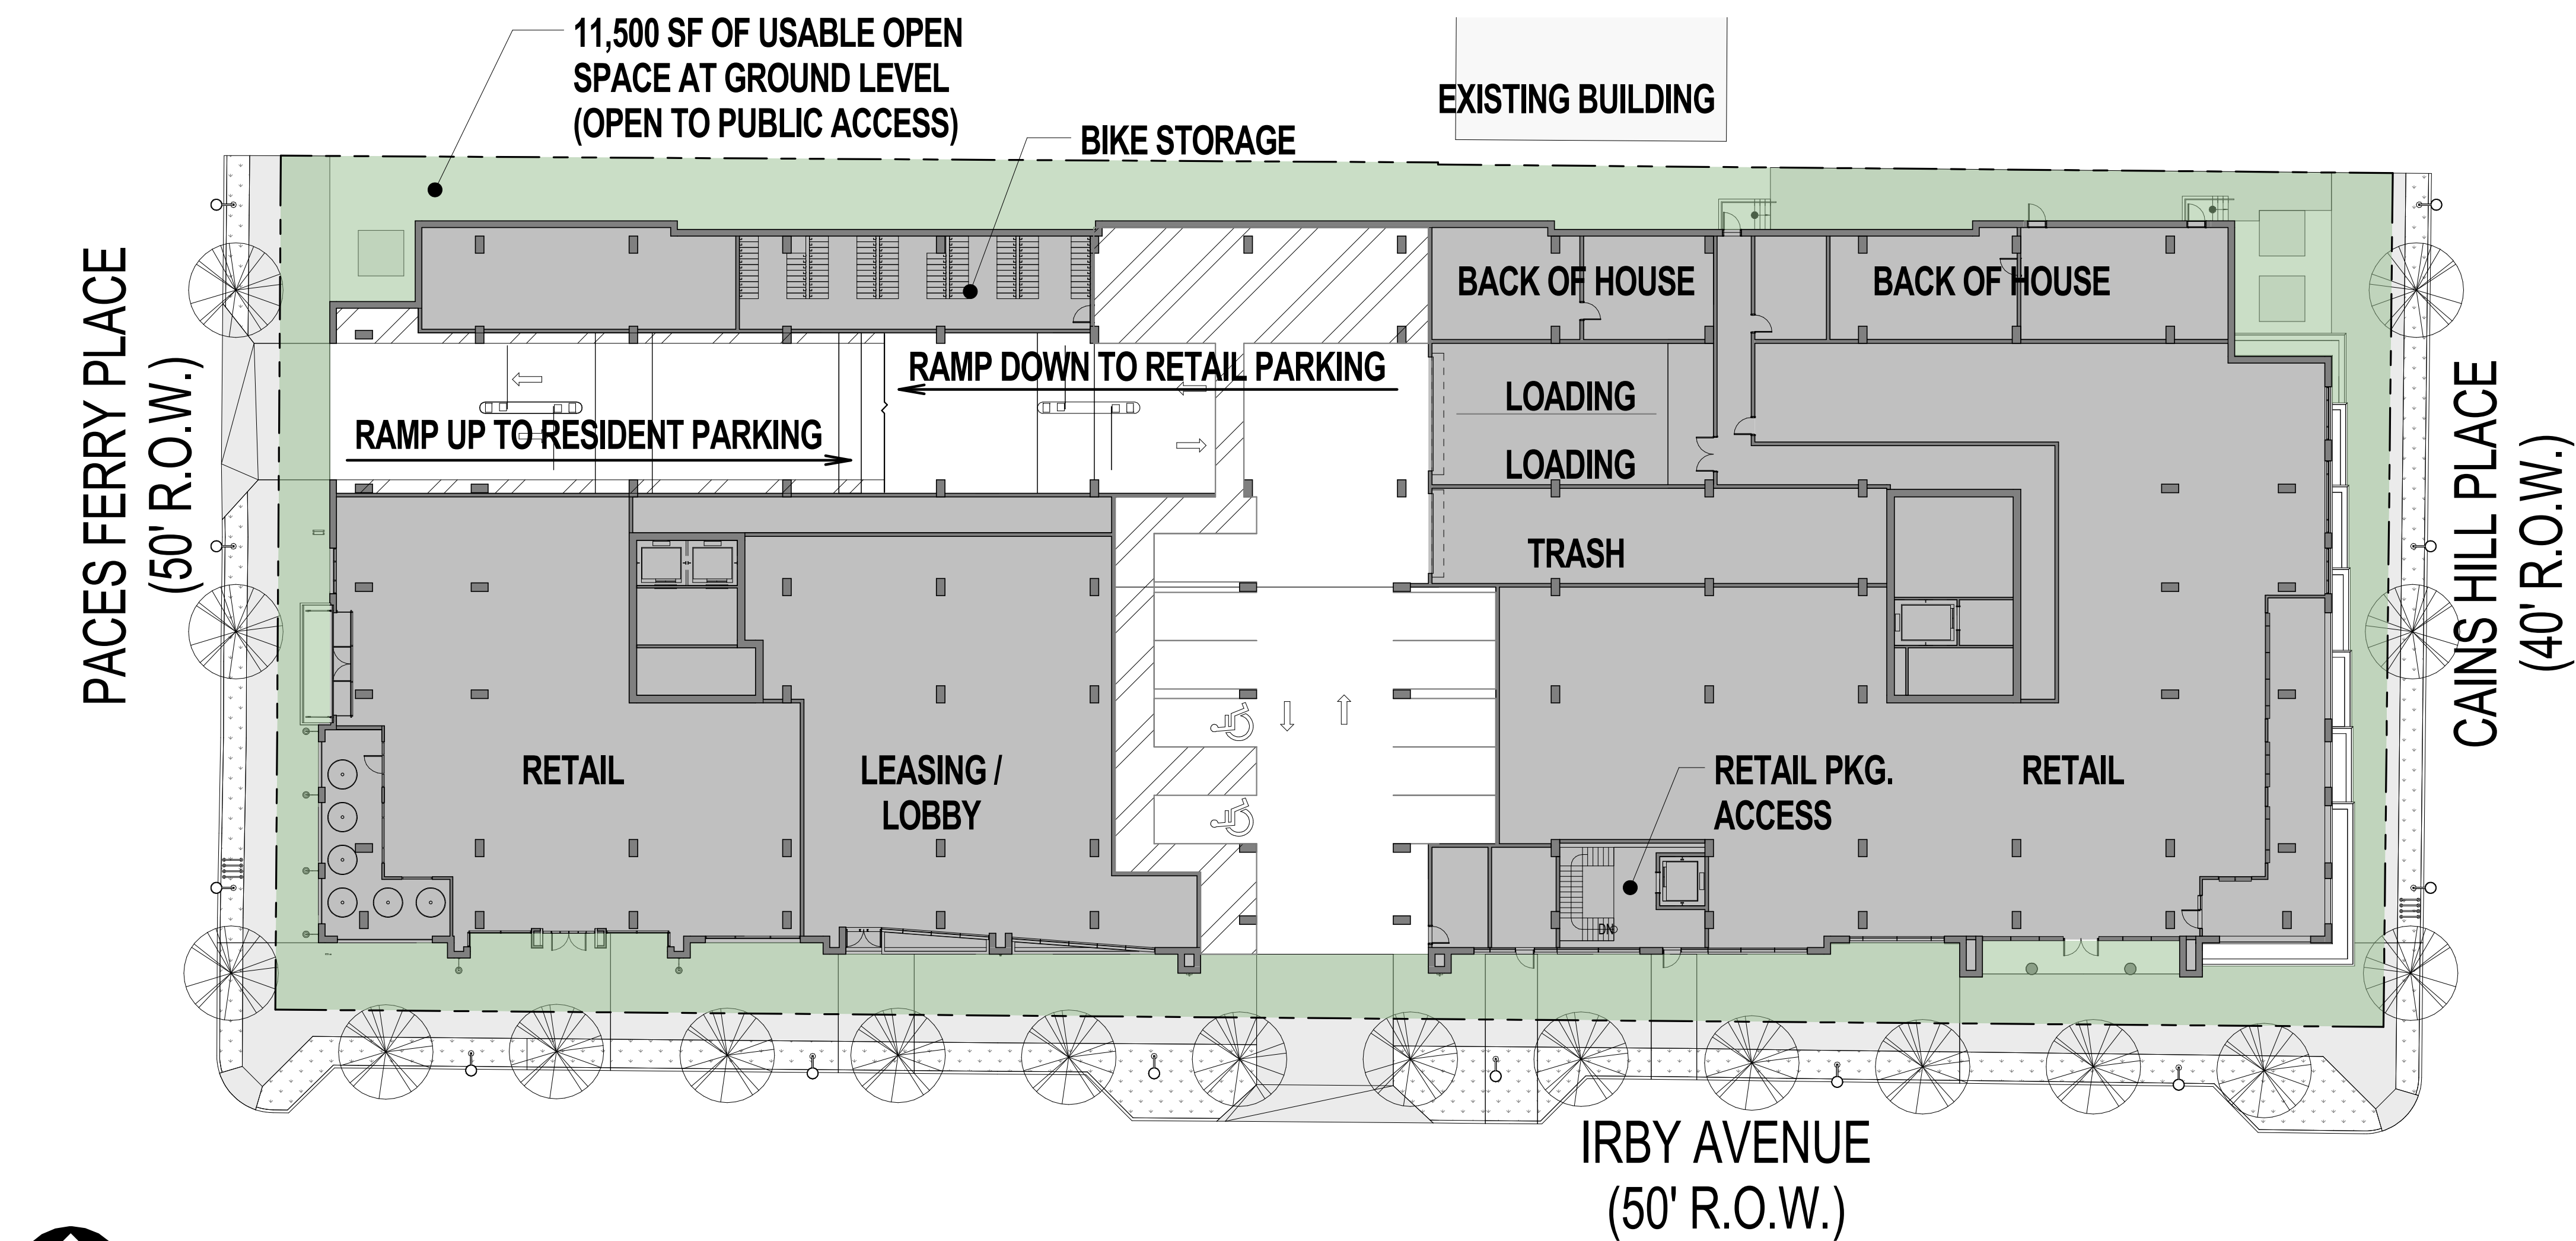 11,500 SF OF USABLE OPEN
SPACE AT GROUND LEVEL
(OPEN TO PUBLIC ACCESS)
EXISTING BUILDING
BIKE STORAGE
BACK OF HOUSE
BACK OF HOUSE
RAMP DOWN TO RETAIL PARKING
RAMP UP TO RESIDENT PARKING
LOADING
LOADING
TRASH
PACES FERRY PLACE
(50' R.O.W.)
CAINS HILL PLACE
(40' R.O.W.)
RETAIL
LEASING /
LOBBY
RETAIL PKG.
ACCESS
RETAIL
DN
IRBY AVENUE
(50' R.O.W.)